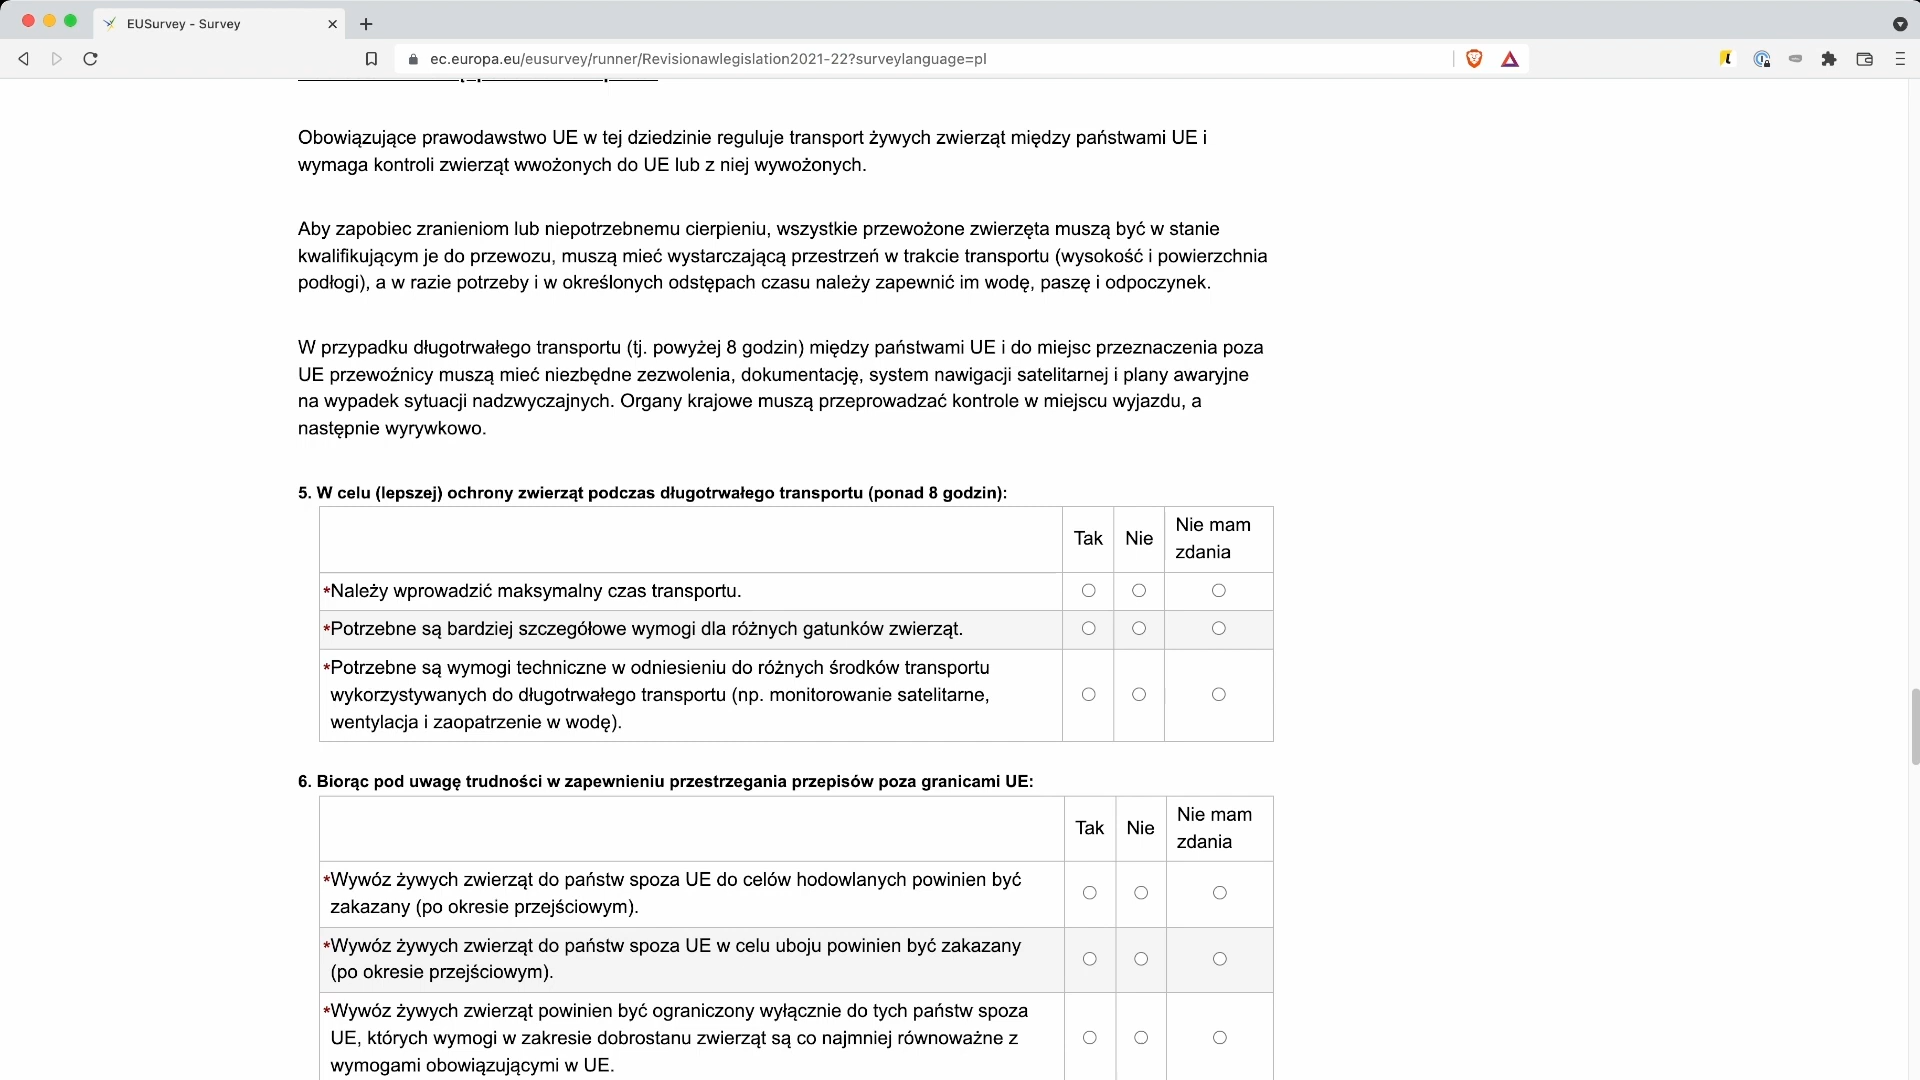 EUSurvey - Survey
ec.europa.eu/eusurvey/runner/Revisionawlegislation2021-22?surveylanguage=pl
Obowiązujące prawodawstwo UE w tej dziedzinie reguluje transport żywych zwierząt między państwami UE i
wymaga kontroli zwierząt wwożonych do UE lub z niej wywożonych.
Aby zapobiec zranieniom lub niepotrzebnemu cierpieniu, wszystkie przewożone zwierzęta muszą być w stanie
kwalifikującym je do przewozu, muszą mieć wystarczającą przestrzeń w trakcie transportu (wysokość i powierzchnia
podłogi), a w razie potrzeby i w określonych odstępach czasu należy zapewnić im wodę, paszę i odpoczynek.
W przypadku długotrwałego transportu (tj. powyżej 8 godzin) między państwami UE i do miejsc przeznaczenia poza
UE przewoźnicy muszą mieć niezbędne zezwolenia, dokumentację, system nawigacji satelitarnej i plany awaryjne
na wypadek sytuacji nadzwyczajnych. Organy krajowe muszą przeprowadzać kontrole w miejscu wyjazdu, a
następnie wyrywkowo.
5. W celu (lepszej) ochrony zwierząt podczas długotrwałego transportu (ponad 8 godzin):
Tak Nie Nie mam
zdania
*Należy wprowadzić maksymalny czas transportu.
*Potrzebne są bardziej szczegółowe wymogi dla różnych gatunków zwierząt.
*Potrzebne są wymogi techniczne w odniesieniu do różnych środków transportu
wykorzystywanych do długotrwałego transportu (np. monitorowanie satelitarne,
wentylacja i zaopatrzenie w wodę).
6. Biorąc pod uwagę trudności w zapewnieniu przestrzegania przepisów poza granicami UE:
Tak Nie Nie mam
zdania
*Wywóz żywych zwierząt do państw spoza UE do celów hodowlanych powinien być
zakazany (po okresie przejściowym).
*Wywóz żywych zwierząt do państw spoza UE w celu uboju powinien być zakazany
(po okresie przejściowym).
*Wywóz żywych zwierząt powinien być ograniczony wyłącznie do tych państw spoza
UE, których wymogi w zakresie dobrostanu zwierząt są co najmniej równoważne z
wymogami obowiązującymi w UE.